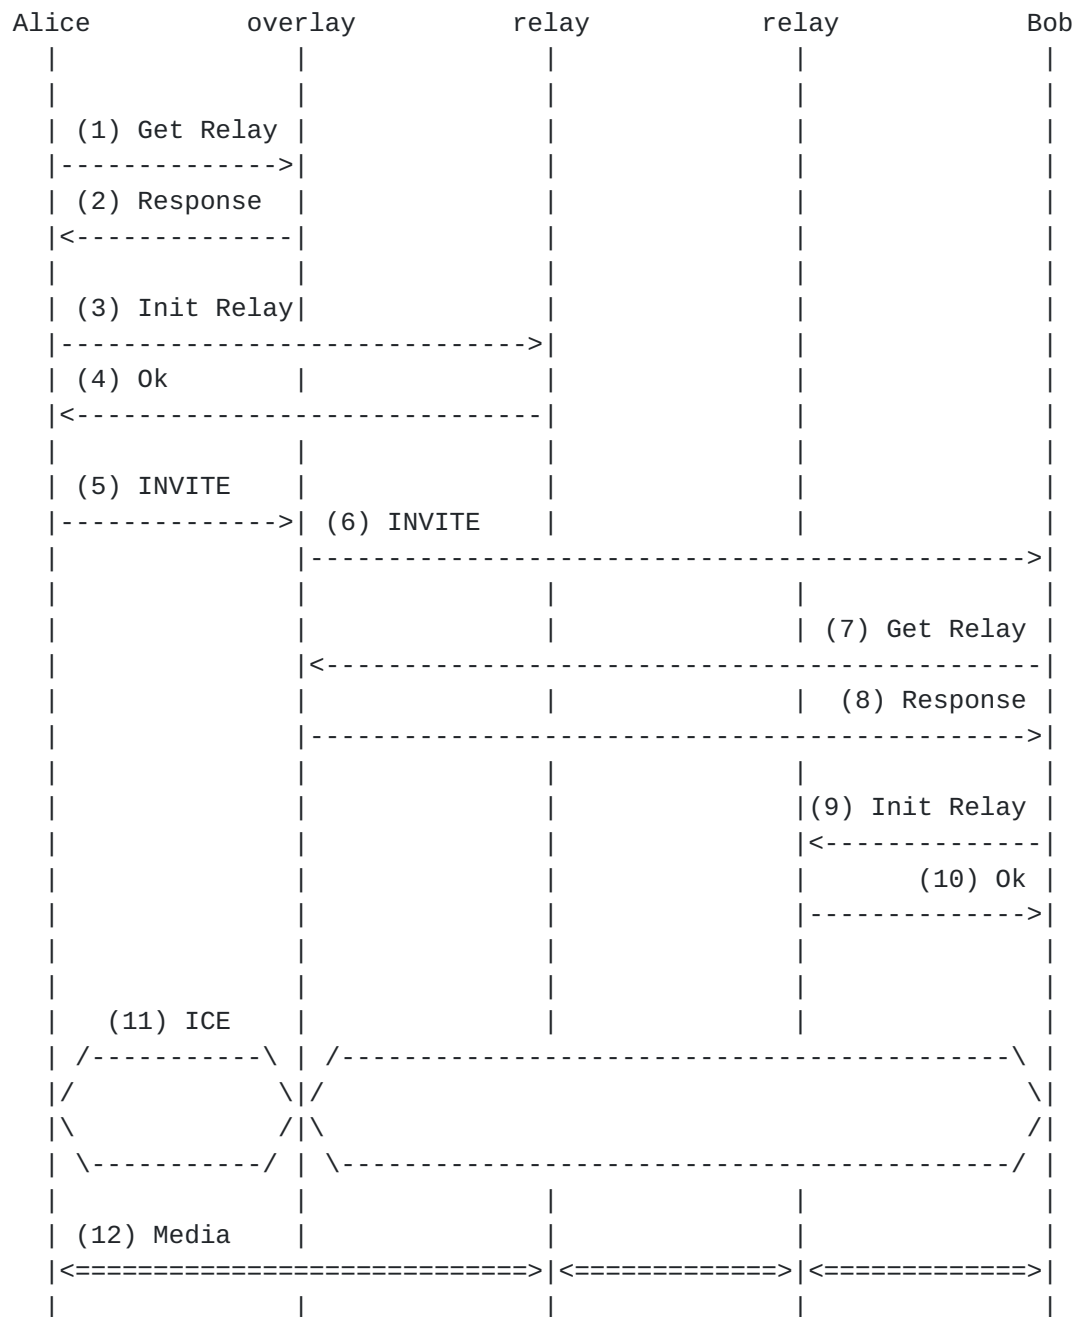 Alice overlay relay relay Bob
(1) Get Relay
(2) Response
(3) Init Relay
(4) Ok
(5) INVITE
(6) INVITE
(7) Get Relay
(8) Response
(9) Init Relay
(10) Ok
(11) ICE
(12) Media